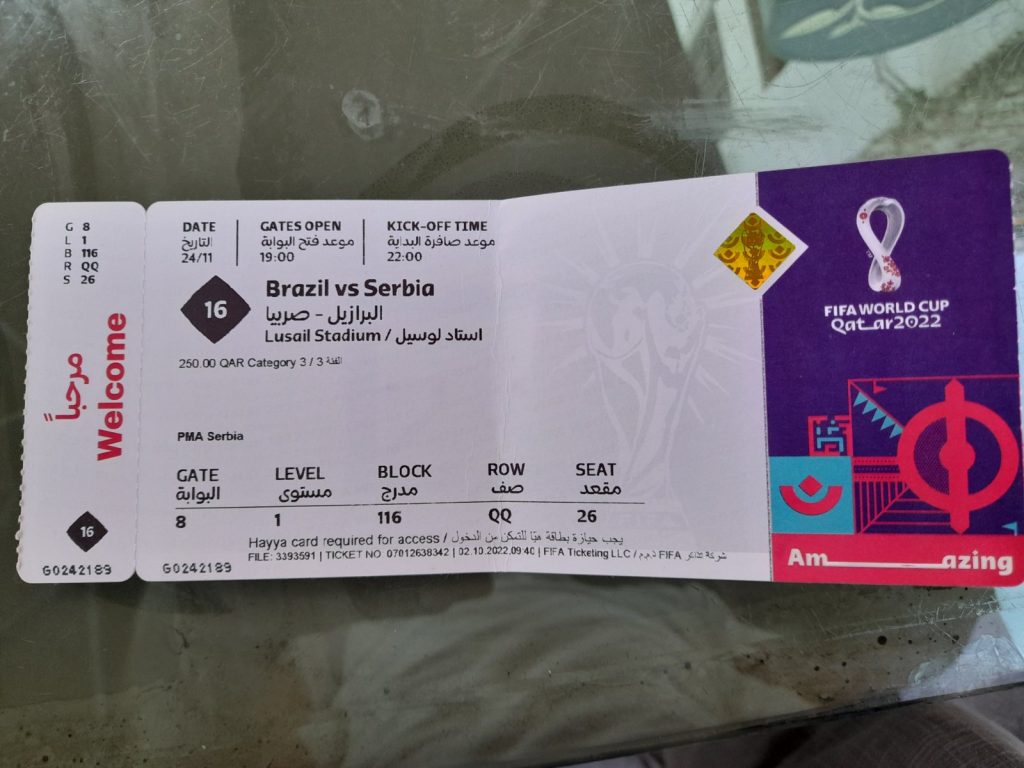 G 8
L 1
B 116
R QQ
S 26
مرحباً
Welcome
16
G0242189
DATE
التاريخ
24/11
GATES OPEN
موعد فتح البوابة
19:00
KICK-OFF TIME
موعد صافرة البداية
22:00
16
Brazil vs Serbia
البرازيل - صربيا
Lusail Stadium / استاد لوسيل
250.00 QAR Category 3 / 3 الفئة
PMA Serbia
GATE LEVEL BLOCK ROW SEAT
البوابة مستوى مدرج صف مقعد
8 1 116 QQ 26
Hayya card required for access / يجب حيازة بطاقة هيّا للتمكن من الدخول
FILE: 3393591 | TICKET NO 07012638342 | 02.10.2022,09:40 | FIFA Ticketing LLC / شركة تذاكر FIFA ذ.م.م
G0242189
FIFA WORLD CUP
Qatar2022
Am azing